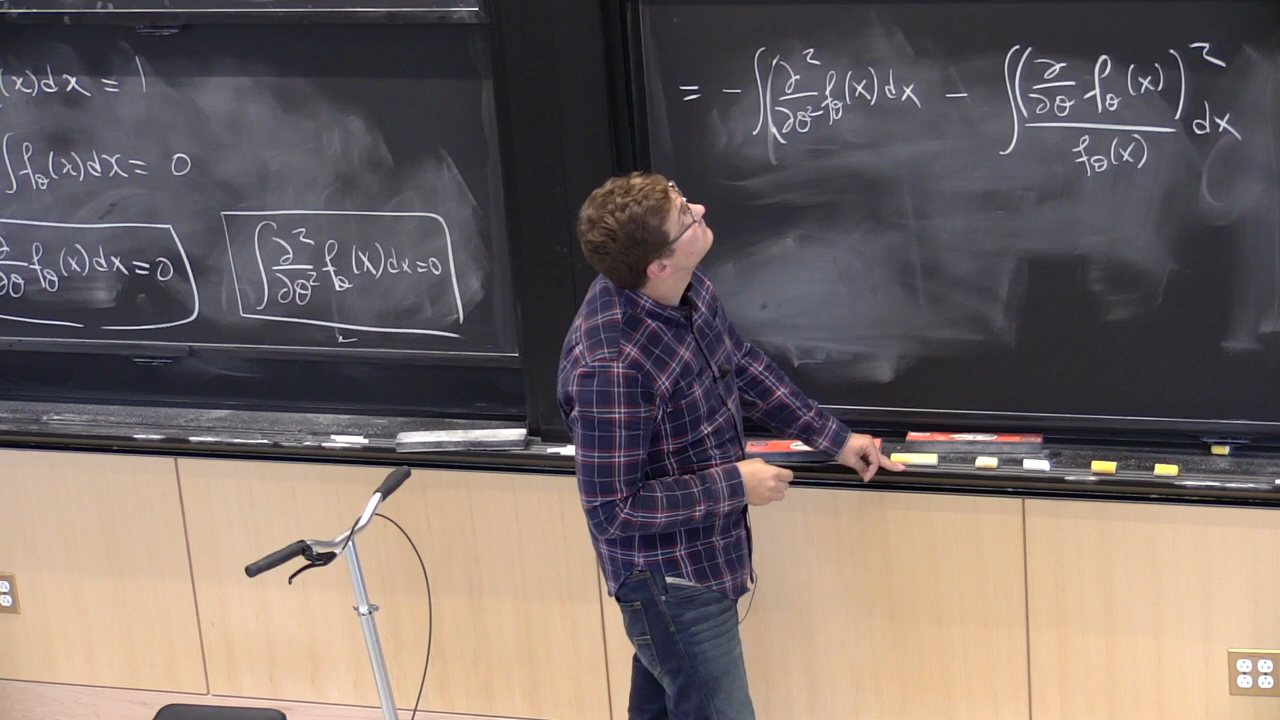 (x)dx = 1
∫f_θ(x)dx = 0
∂/∂θ f_θ(x)dx = 0
∫ ∂²/∂θ² f_θ(x)dx = 0
= - ∫(∂²/∂θ² f_θ(x)dx - ∫ (∂/∂θ f_θ(x))² / f_θ(x) dx